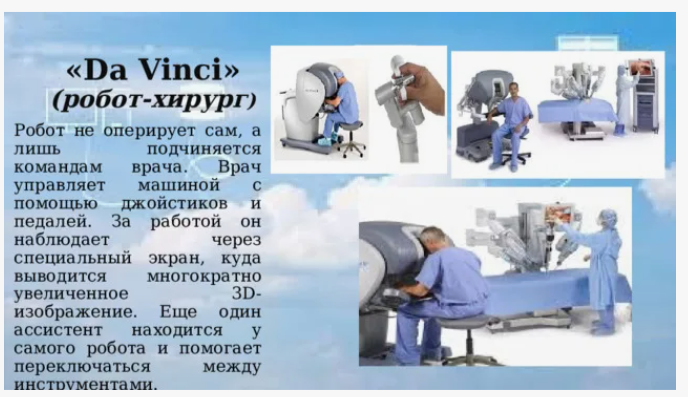 «Da Vinci»
(робот-хирург)
Робот не оперирует сам, а
лишь подчиняется
командам врача. Врач
управляет машиной с
помощью джойстиков и
педалей. За работой он
наблюдает через
специальный экран, куда
выводится многократно
увеличенное 3D-
изображение. Еще один
ассистент находится у
самого робота и помогает
переключаться между
инструментами.